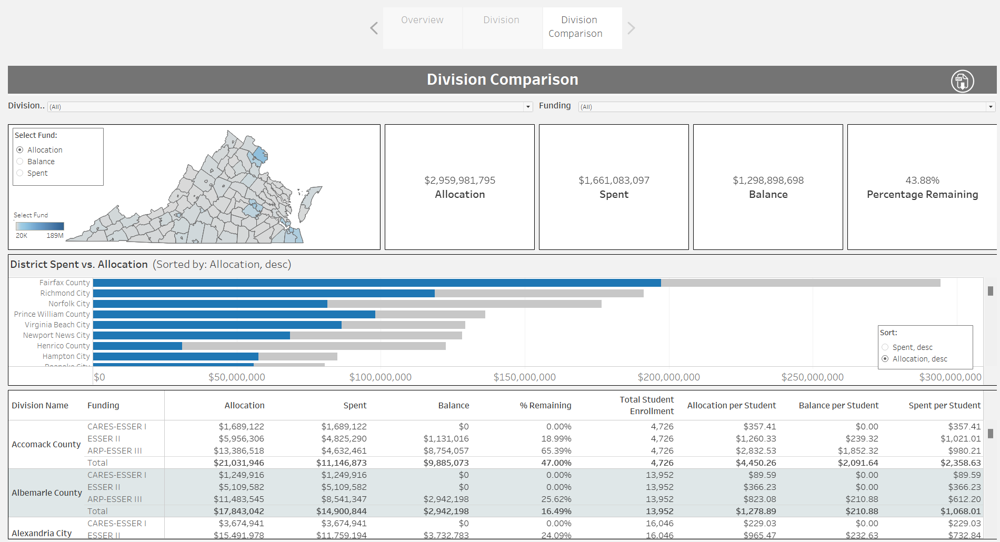 Overview
Division
Division
Comparison
Division Comparison
PDF
Division..
(All)
Funding
(All)
Select Fund:
Allocation
Balance
Spent
Select Fund
20K 189M
$2,959,981,795
Allocation
$1,661,083,097
Spent
$1,298,898,698
Balance
43.88%
Percentage Remaining
District Spent vs. Allocation (Sorted by: Allocation, desc)
Fairfax County
Richmond City
Norfolk City
Prince William County
Virginia Beach City
Newport News City
Henrico County
Hampton City
Roanoke City
Sort:
Spent, desc
Allocation, desc
$0 $50,000,000 $100,000,000 $150,000,000 $200,000,000 $250,000,000 $300,000,000
Division Name Funding Allocation Spent Balance % Remaining Total Student Enrollment Allocation per Student Balance per Student Spent per Student
Accomack County
CARES-ESSER I $1,689,122 $1,689,122 $0 0.00% 4,726 $357.41 $0.00 $357.41
ESSER II $5,956,306 $4,825,290 $1,131,016 18.99% 4,726 $1,260.33 $239.32 $1,021.01
ARP-ESSER III $13,386,518 $4,632,461 $8,754,057 65.39% 4,726 $2,832.53 $1,852.32 $980.21
Total $21,031,946 $11,146,873 $9,885,073 47.00% 4,726 $4,450.26 $2,091.64 $2,358.63
Albemarle County
CARES-ESSER I $1,249,916 $1,249,916 $0 0.00% 13,952 $89.59 $0.00 $89.59
ESSER II $5,109,582 $5,109,582 $0 0.00% 13,952 $366.23 $0.00 $366.23
ARP-ESSER III $11,483,545 $8,541,347 $2,942,198 25.62% 13,952 $823.08 $210.88 $612.20
Total $17,843,042 $14,900,844 $2,942,198 16.49% 13,952 $1,278.89 $210.88 $1,068.01
Alexandria City
CARES-ESSER I $3,674,941 $3,674,941 $0 0.00% 16,046 $229.03 $0.00 $229.03
ESSER II $15,491,978 $11,759,194 $3,732,783 24.09% 16,046 $965.47 $232.63 $732.84